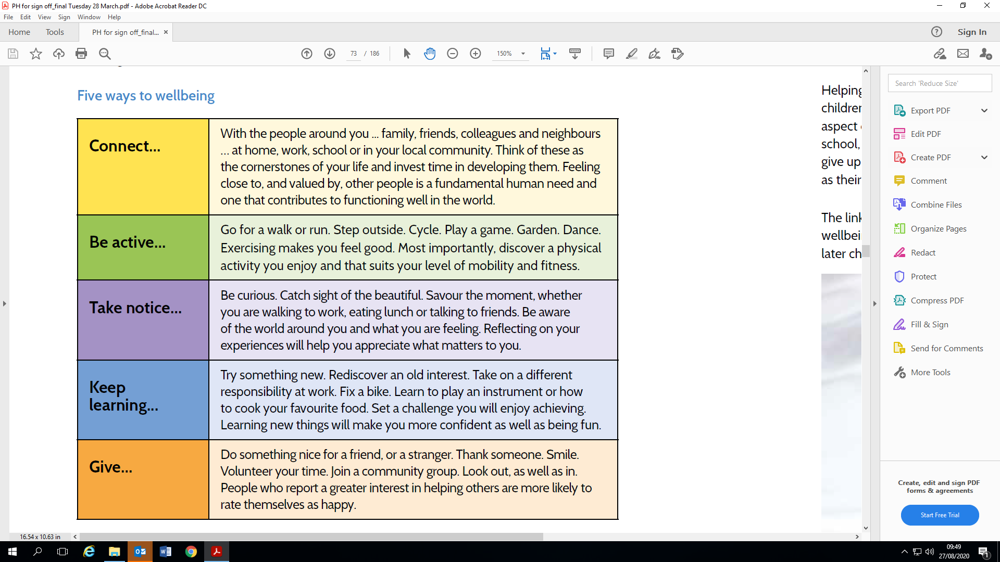 PH for sign off_final Tuesday 28 March.pdf - Adobe Acrobat Reader DC
File Edit View Sign Window Help
Home Tools PH for sign off_final... × Sign In
73 / 186 150%
Five ways to wellbeing
Connect...
With the people around you ... family, friends, colleagues and neighbours
... at home, work, school or in your local community. Think of these as
the cornerstones of your life and invest time in developing them. Feeling
close to, and valued by, other people is a fundamental human need and
one that contributes to functioning well in the world.
Be active...
Go for a walk or run. Step outside. Cycle. Play a game. Garden. Dance.
Exercising makes you feel good. Most importantly, discover a physical
activity you enjoy and that suits your level of mobility and fitness.
Take notice...
Be curious. Catch sight of the beautiful. Savour the moment, whether
you are walking to work, eating lunch or talking to friends. Be aware
of the world around you and what you are feeling. Reflecting on your
experiences will help you appreciate what matters to you.
Keep
learning...
Try something new. Rediscover an old interest. Take on a different
responsibility at work. Fix a bike. Learn to play an instrument or how
to cook your favourite food. Set a challenge you will enjoy achieving.
Learning new things will make you more confident as well as being fun.
Give...
Do something nice for a friend, or a stranger. Thank someone. Smile.
Volunteer your time. Join a community group. Look out, as well as in.
People who report a greater interest in helping others are more likely to
rate themselves as happy.
Helping
aspect
school,
give up
as their
The link
later ch
Search 'Reduce Size'
Export PDF
Edit PDF
Create PDF
Comment
Combine Files
Organize Pages
Redact
Protect
Compress PDF
Fill & Sign
Send for Comments
More Tools
Create, edit and sign PDF
forms & agreements
Start Free Trial
16.54 x 10.63 in
09:49
27/08/2020
1